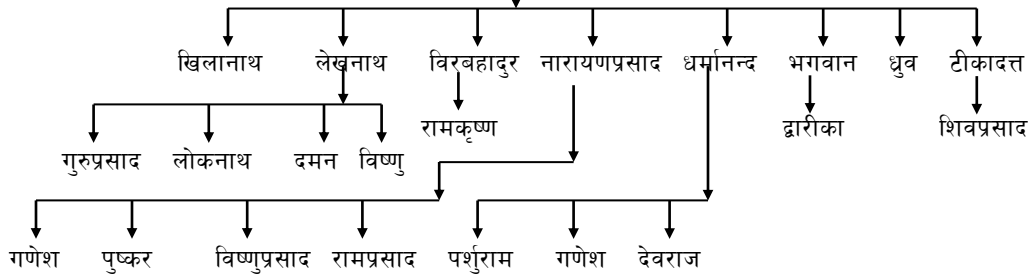 खिलानाथ लेखनाथ विरबहादुर नारायणप्रसाद धर्मानन्द भगवान ध्रुव टीकादत्त
रामकृष्ण द्वारीका शिवप्रसाद
गुरुप्रसाद लोकनाथ दमन विष्णु
गणेश पुष्कर विष्णुप्रसाद रामप्रसाद पर्शुराम गणेश देवराज